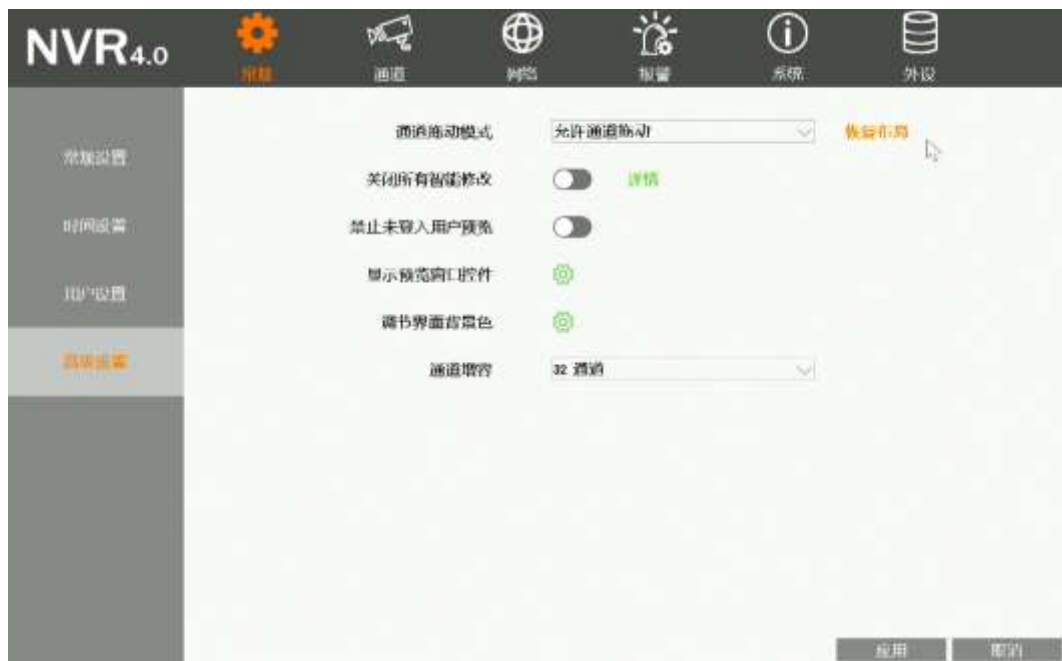 NVR4.0
常规 通道 网络 报警 系统 外设
常规设置
时间设置
用户设置
高级设置
通道拖动模式 允许通道拖动 恢复布局
关闭所有智能修改 详情
禁止未登入用户预览
显示预览窗口控件
调节界面背景色
通道增容 32 通道
应用 取消